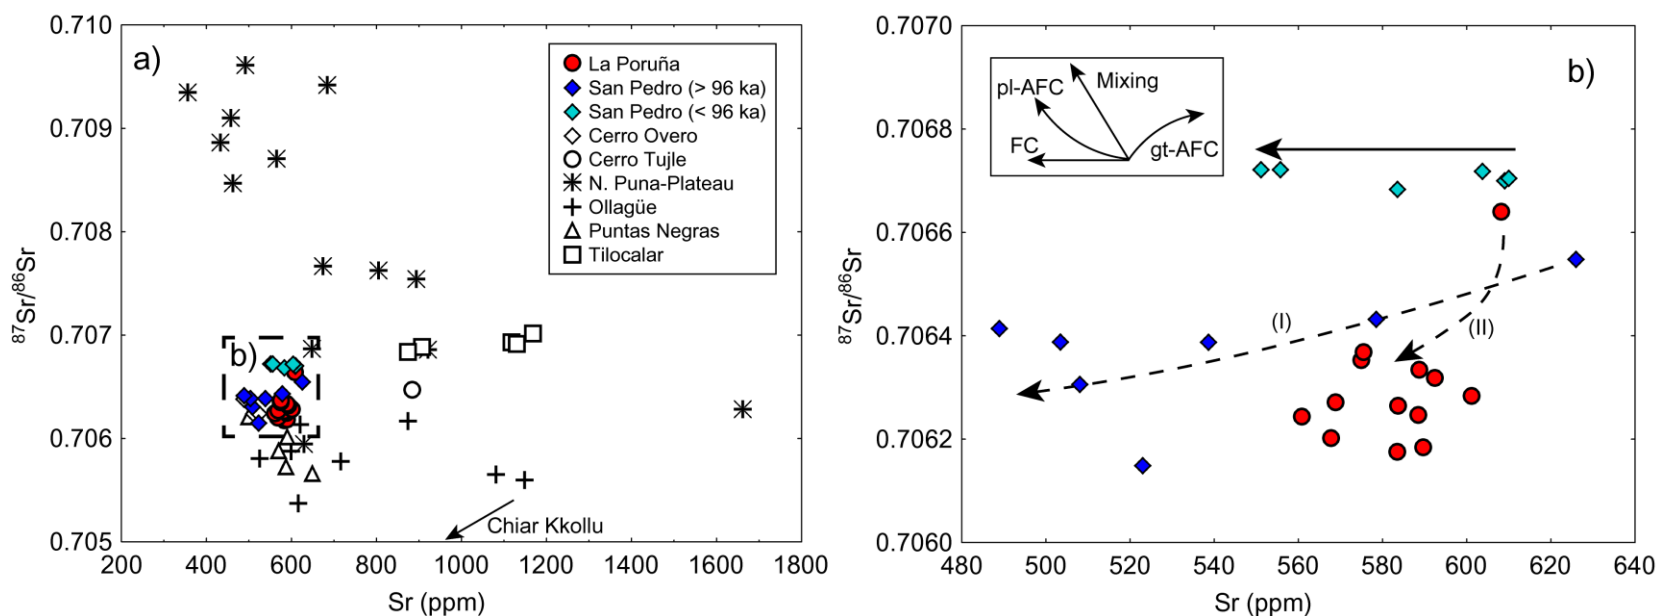 a)
0.710
0.709
0.708
0.707
0.706
0.705
⁸⁷Sr/⁸⁶Sr
200 400 600 800 1000 1200 1400 1600 1800
Sr (ppm)
La Poruña
San Pedro (> 96 ka)
San Pedro (< 96 ka)
Cerro Overo
Cerro Tujle
N. Puna-Plateau
Ollagüe
Puntas Negras
Tilocalar
b)
Chiar Kkollu
b)
0.7070
0.7068
0.7066
0.7064
0.7062
0.7060
⁸⁷Sr/⁸⁶Sr
480 500 520 540 560 580 600 620 640
Sr (ppm)
pl-AFC
Mixing
FC
gt-AFC
(I)
(II)